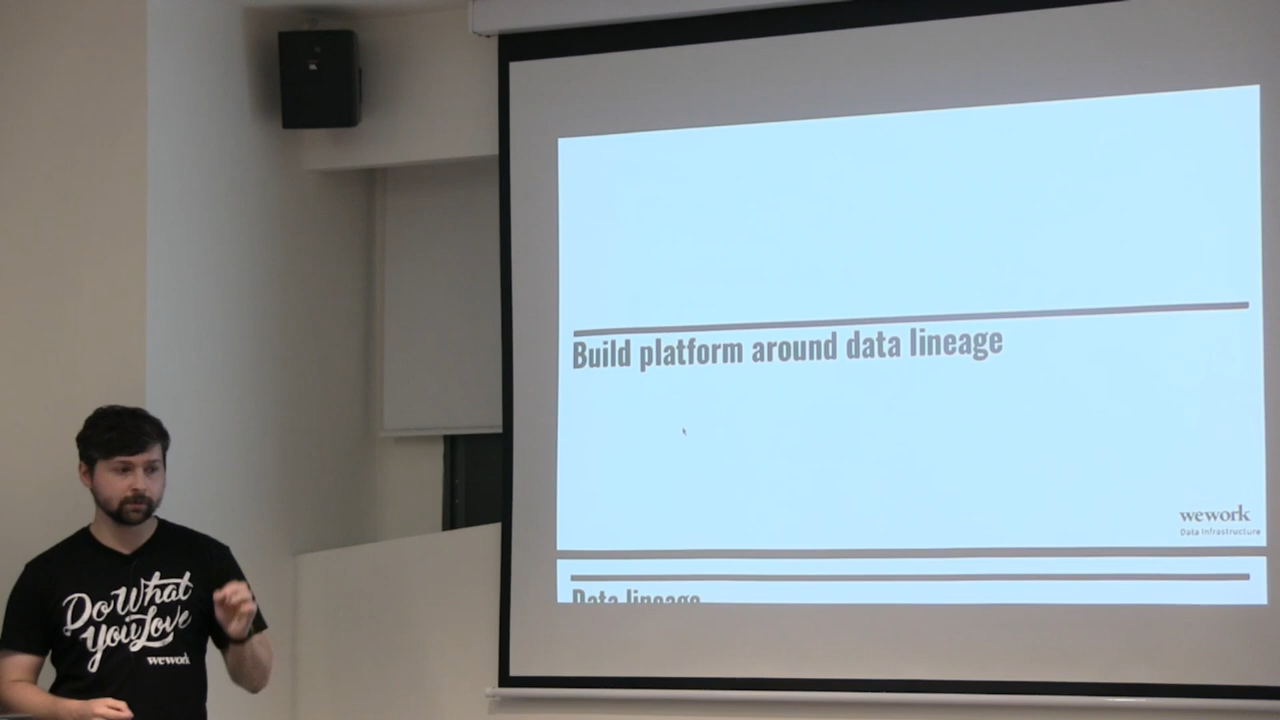 Build platform around data lineage
wework
Data Infrastructure
Data lineage
Do What
You Love
wework